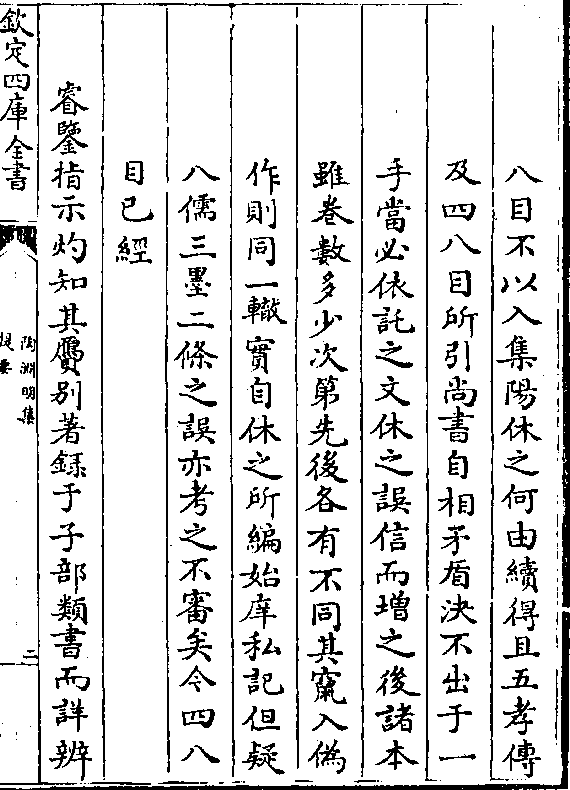 八目不以入集陽休之何由續得且五孝傳
及四八目所引尚書自相矛盾決不出于一
手當必依託之文休之誤信而增之後諸本
雖卷數多少次第先後各有不同其竄入偽
作則同一轍實自休之所編始庠私記但疑
八儒三墨二條之誤亦考之不審矣今四八
目已經
睿鑒指示灼知其贗別著錄于子部類書而詳辨
欽定四庫全書
陶淵明集
提要
二